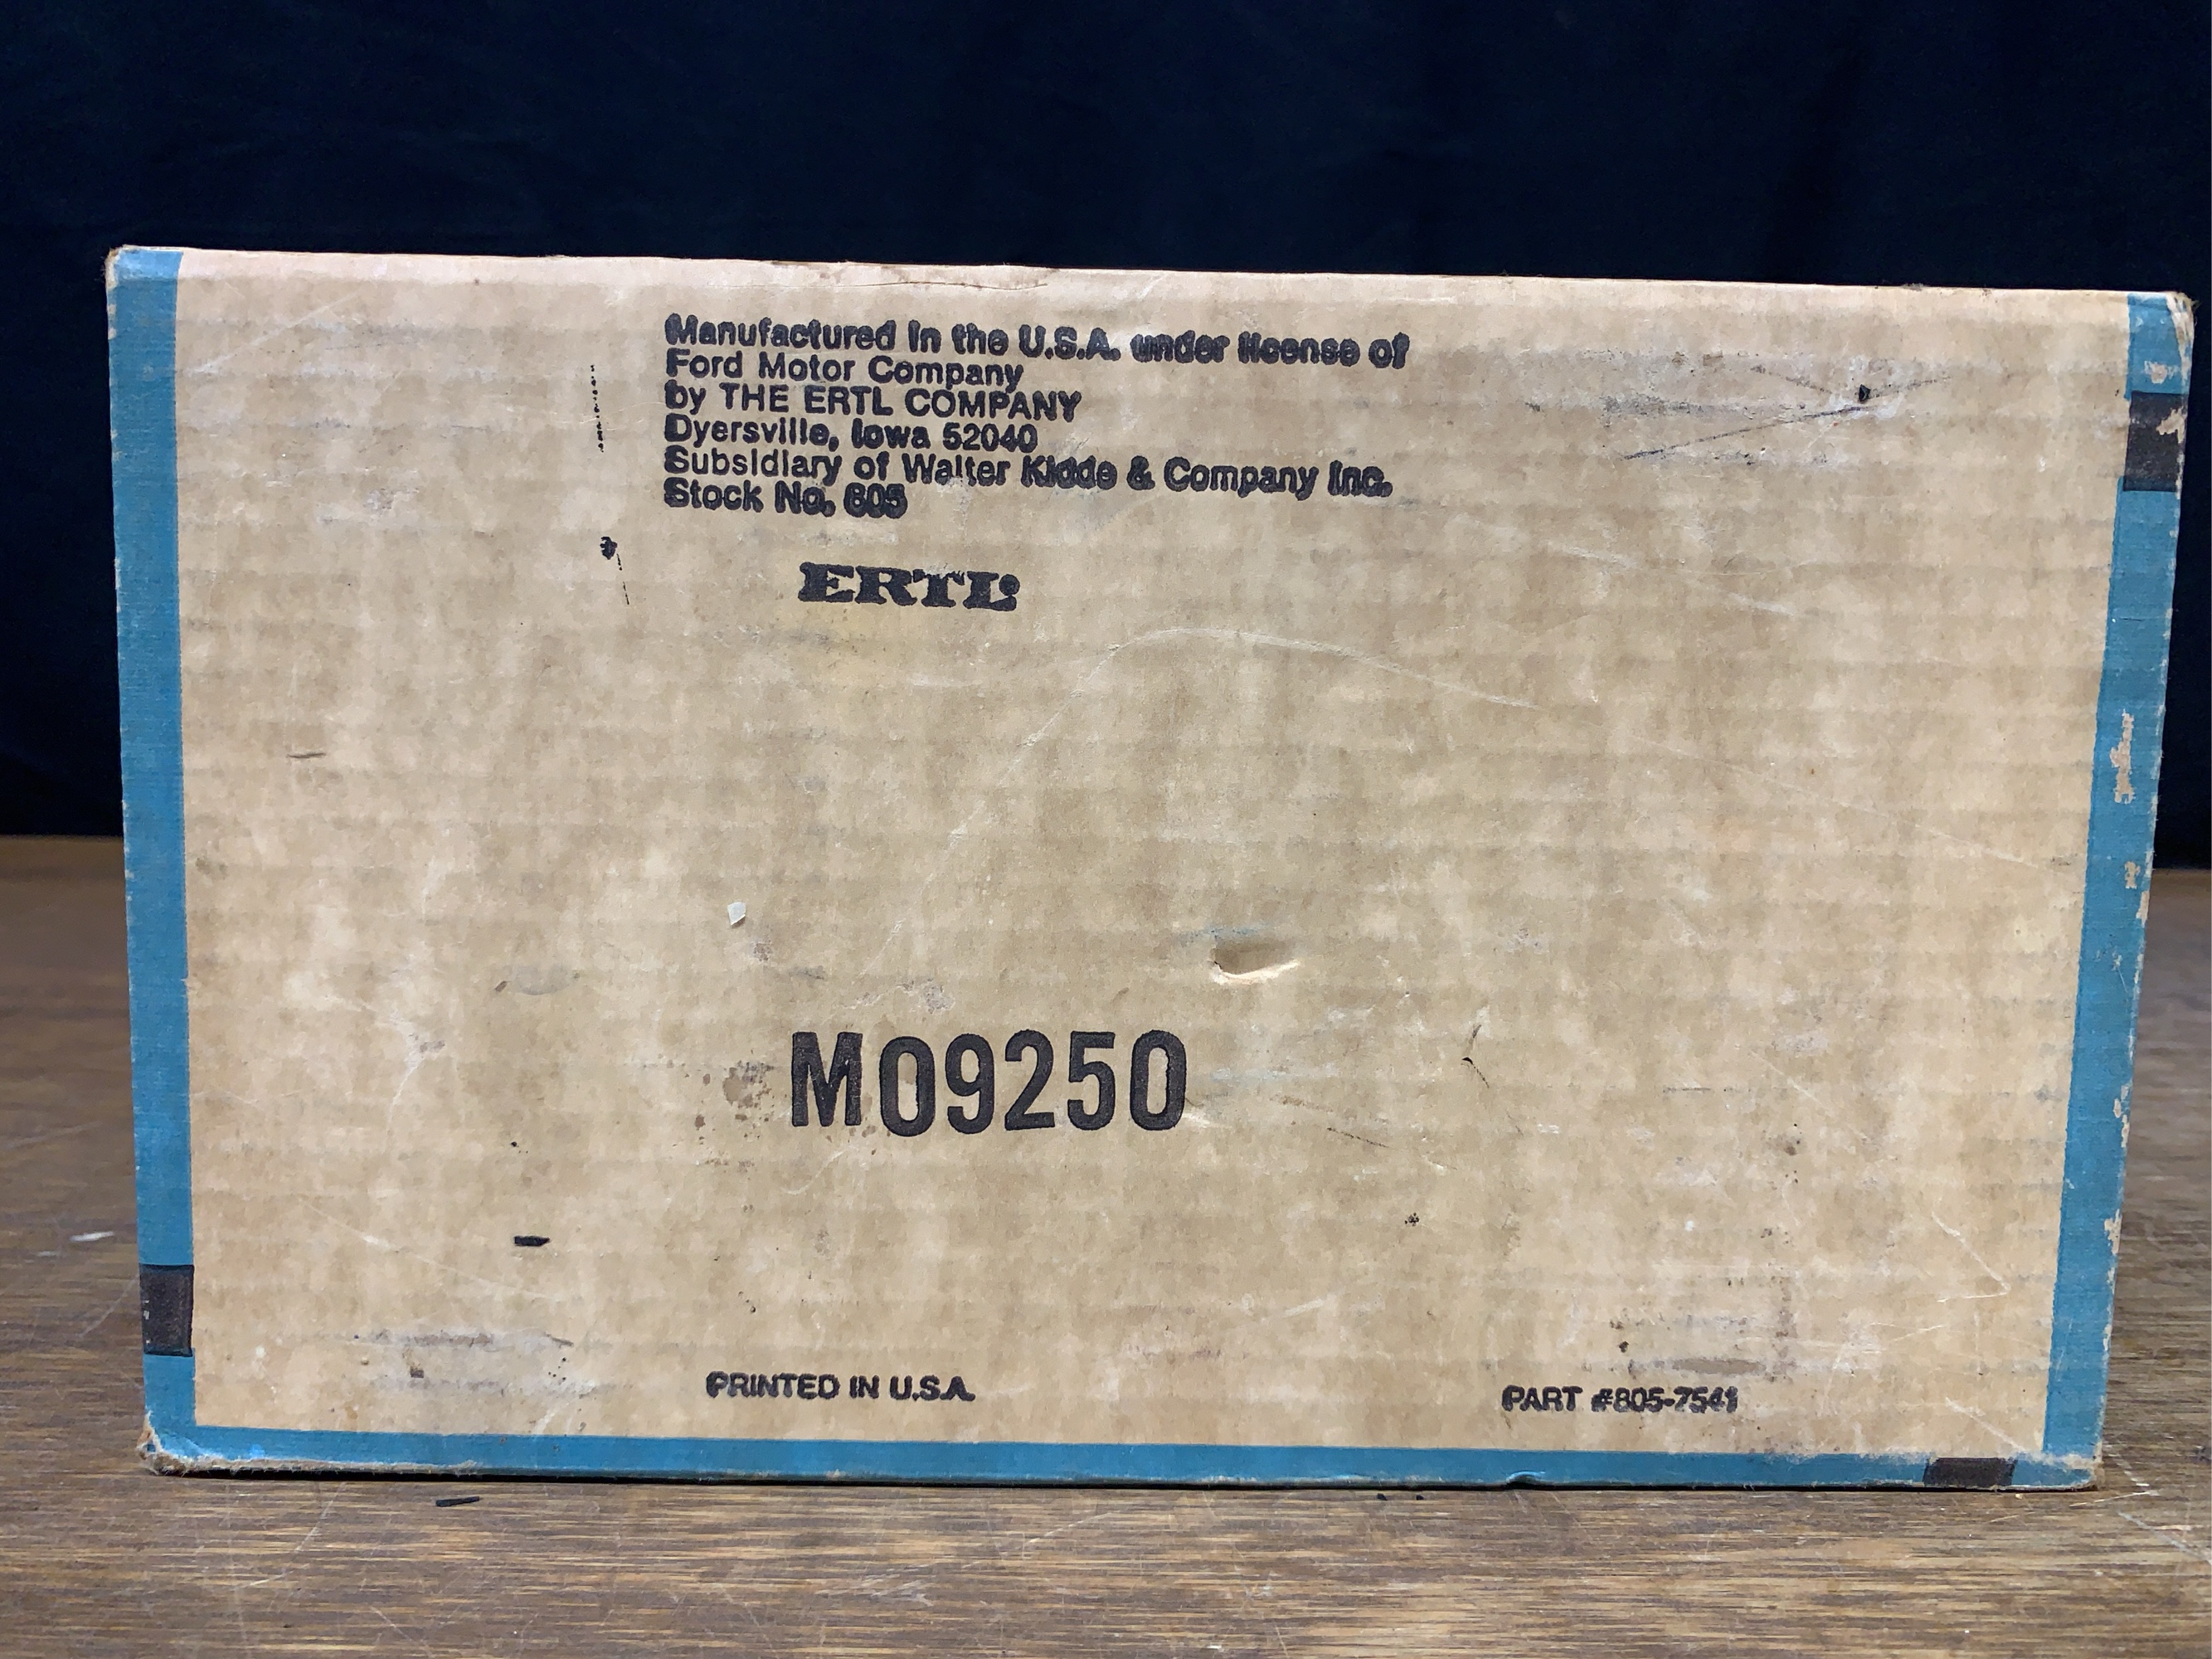 Manufactured in the U.S.A. under license of
Ford Motor Company
by THE ERTL COMPANY
Dyersville, Iowa 52040
Subsidiary of Walter Kidde & Company Inc.
Stock No. 805
ERTL
M09250
PRINTED IN U.S.A.
PART #805-7541